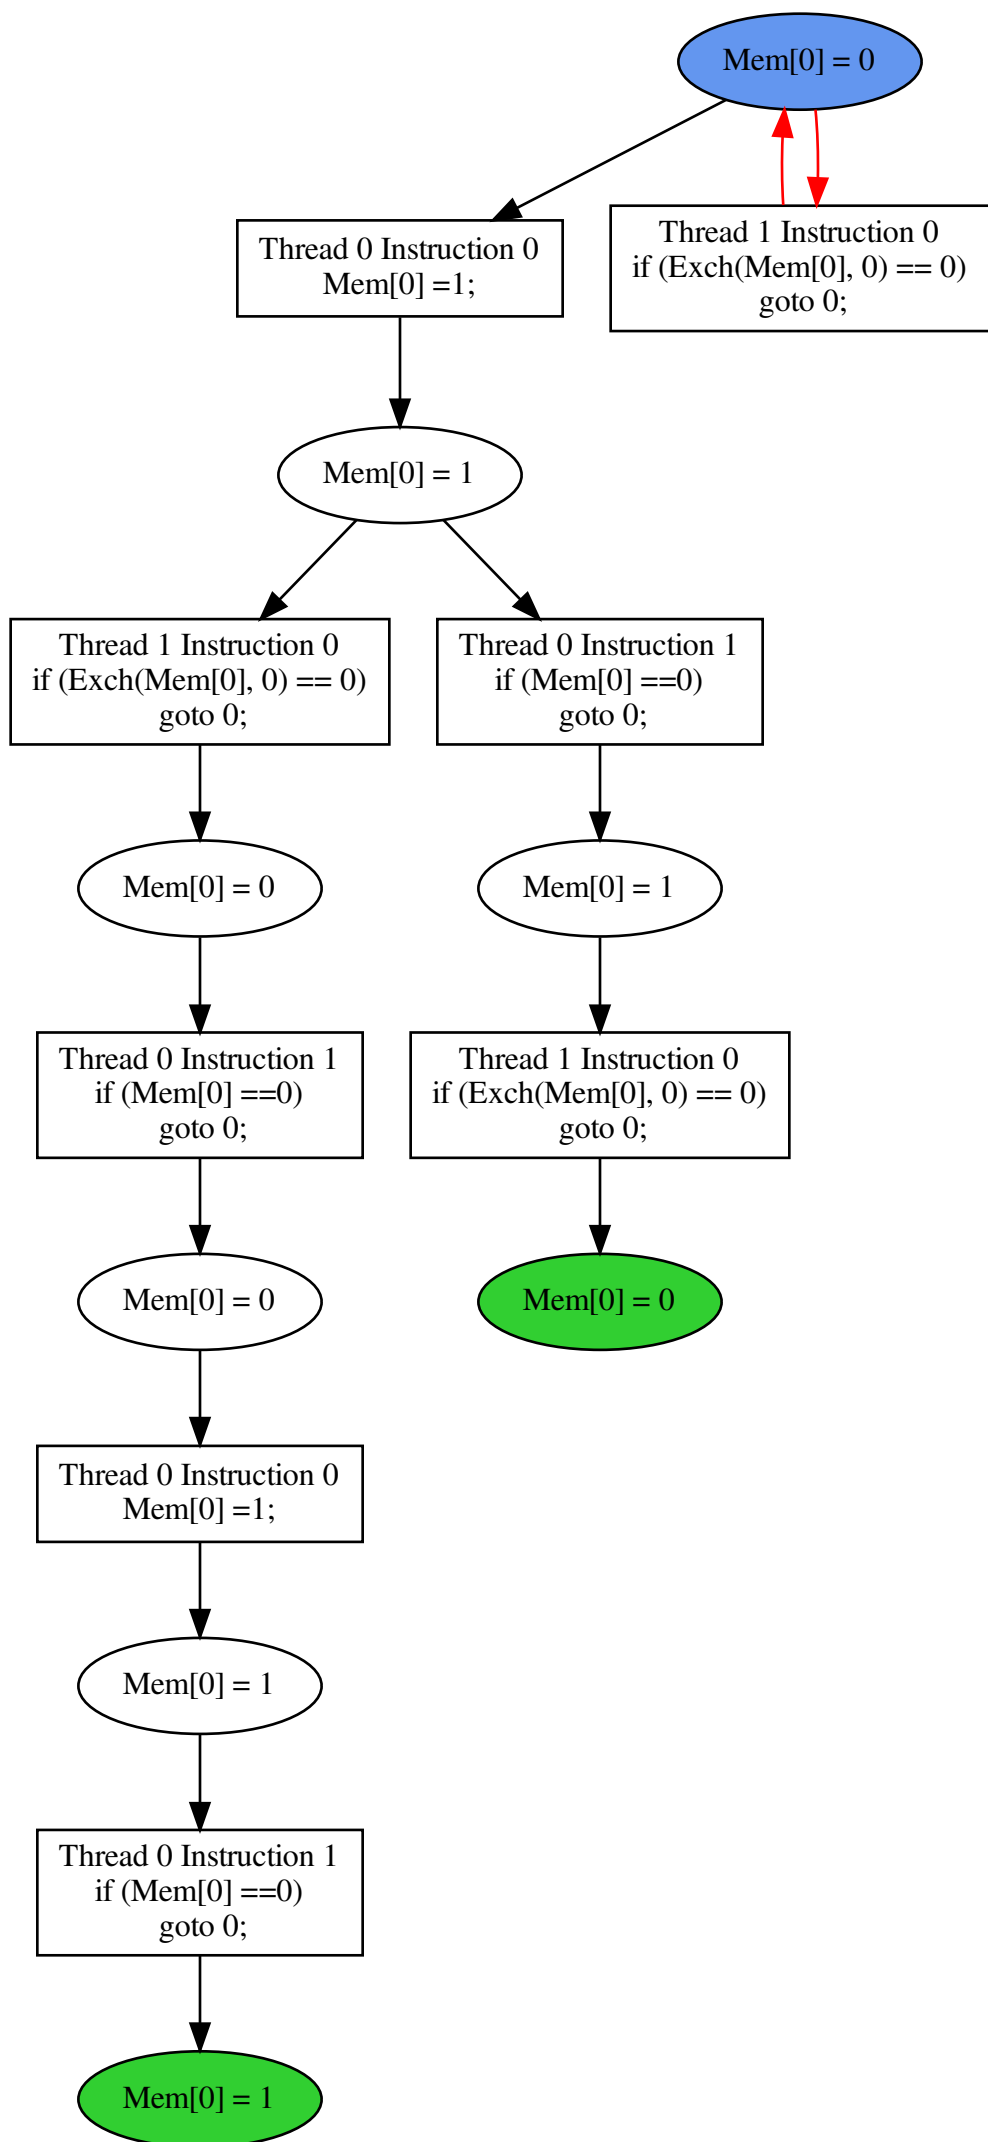 Mem[0] = 0
Thread 0 Instruction 0
Mem[0] =1;
Thread 1 Instruction 0
if (Exch(Mem[0], 0) == 0)
goto 0;
Mem[0] = 1
Thread 1 Instruction 0
if (Exch(Mem[0], 0) == 0)
goto 0;
Thread 0 Instruction 1
if (Mem[0] ==0)
goto 0;
Mem[0] = 0
Mem[0] = 1
Thread 0 Instruction 1
if (Mem[0] ==0)
goto 0;
Thread 1 Instruction 0
if (Exch(Mem[0], 0) == 0)
goto 0;
Mem[0] = 0
Mem[0] = 0
Thread 0 Instruction 0
Mem[0] =1;
Mem[0] = 1
Thread 0 Instruction 1
if (Mem[0] ==0)
goto 0;
Mem[0] = 1